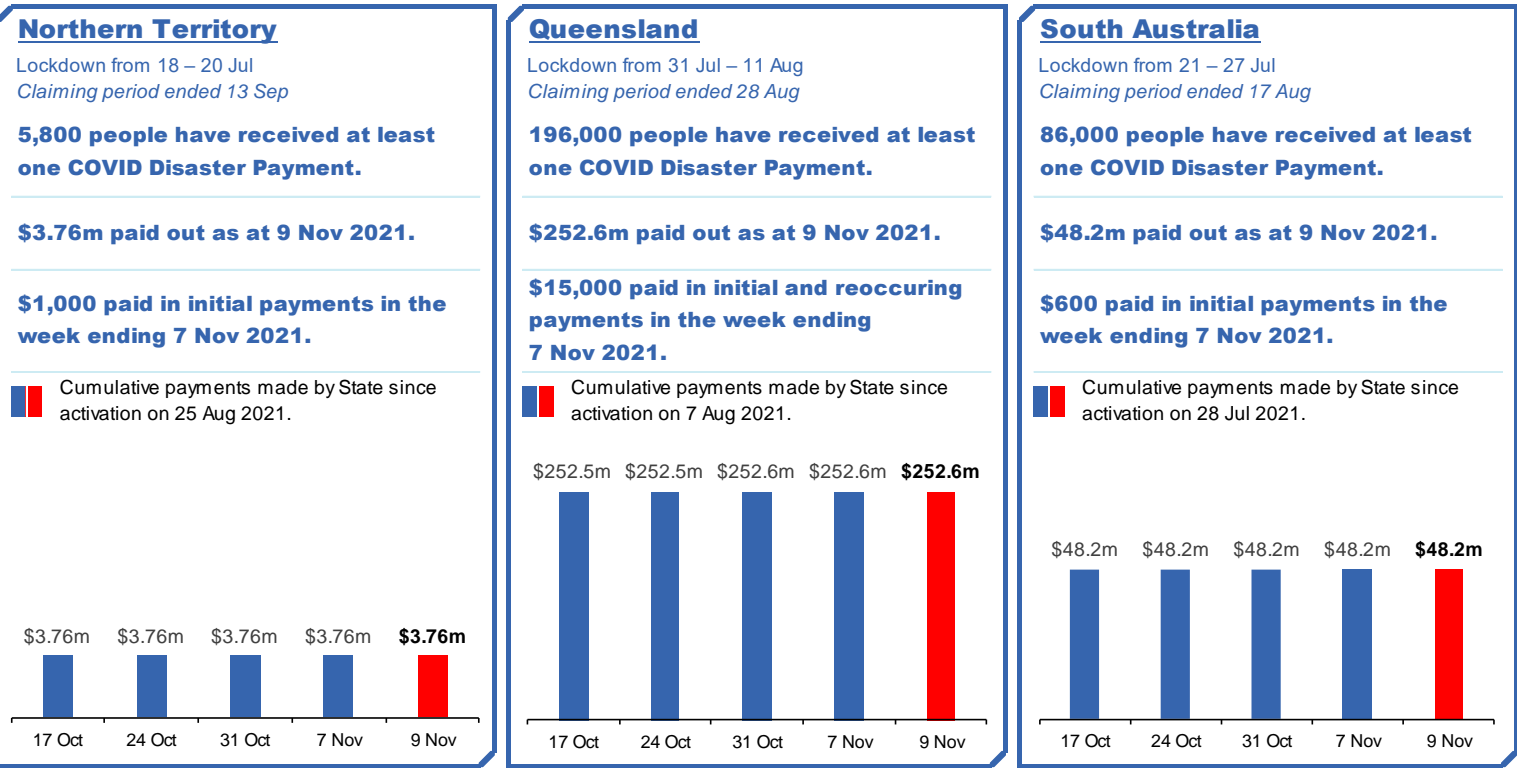 Northern Territory
Lockdown from 18 – 20 Jul
Claiming period ended 13 Sep
5,800 people have received at least
one COVID Disaster Payment.
$3.76m paid out as at 9 Nov 2021.
$1,000 paid in initial payments in the
week ending 7 Nov 2021.
Cumulative payments made by State since
activation on 25 Aug 2021.
$3.76m $3.76m $3.76m $3.76m $3.76m
17 Oct 24 Oct 31 Oct 7 Nov 9 Nov
Queensland
Lockdown from 31 Jul – 11 Aug
Claiming period ended 28 Aug
196,000 people have received at least
one COVID Disaster Payment.
$252.6m paid out as at 9 Nov 2021.
$15,000 paid in initial and reoccuring
payments in the week ending
7 Nov 2021.
Cumulative payments made by State since
activation on 7 Aug 2021.
$252.5m $252.5m $252.6m $252.6m $252.6m
17 Oct 24 Oct 31 Oct 7 Nov 9 Nov
South Australia
Lockdown from 21 – 27 Jul
Claiming period ended 17 Aug
86,000 people have received at least
one COVID Disaster Payment.
$48.2m paid out as at 9 Nov 2021.
$600 paid in initial payments in the
week ending 7 Nov 2021.
Cumulative payments made by State since
activation on 28 Jul 2021.
$48.2m $48.2m $48.2m $48.2m $48.2m
17 Oct 24 Oct 31 Oct 7 Nov 9 Nov